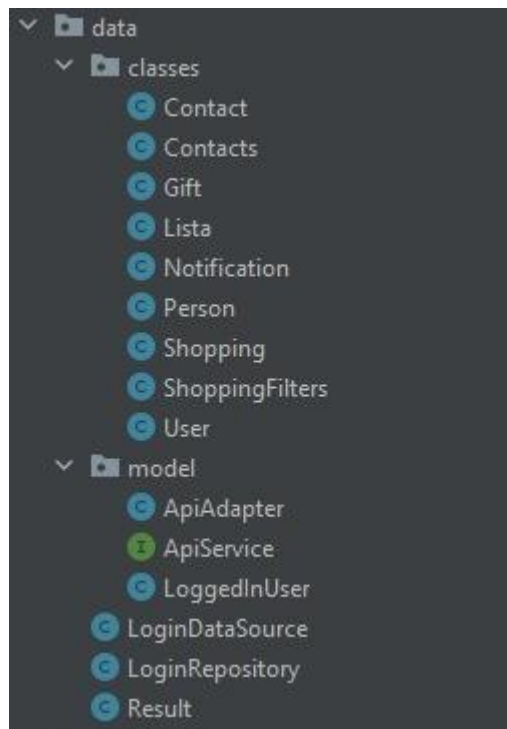 data
classes
C Contact
C Contacts
C Gift
C Lista
C Notification
C Person
C Shopping
C ShoppingFilters
C User
model
C ApiAdapter
I ApiService
C LoggedInUser
C LoginDataSource
C LoginRepository
C Result